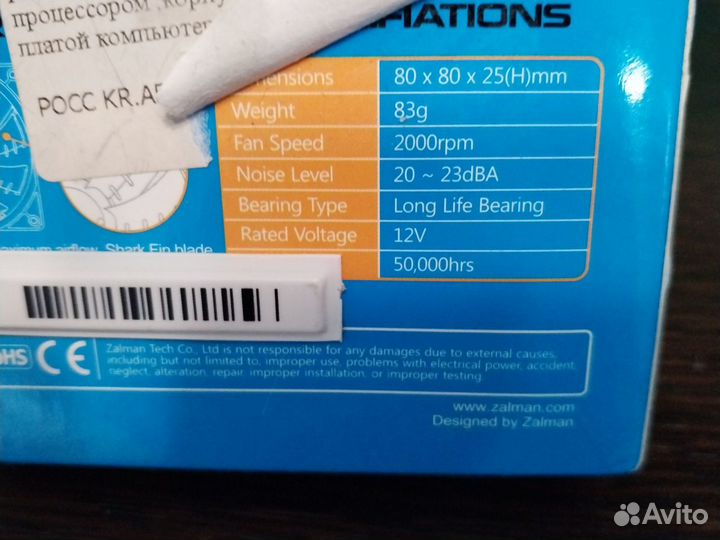 процессором ,корпу
платой компьютер
РОСС KR.А
Dimensions 80 x 80 x 25(H)mm
Weight 83g
Fan Speed 2000rpm
Noise Level 20 ~ 23dBA
Bearing Type Long Life Bearing
Rated Voltage 12V
50,000hrs
maximum airflow. Shark Fin blade
CE
Zalman Tech Co., Ltd is not responsible for any damages due to external causes,
including but not limited to, improper use, problems with electrical power, accident,
neglect, alteration, repair, improper installation, or improper testing.
www.zalman.com
Designed by Zalman
Avito